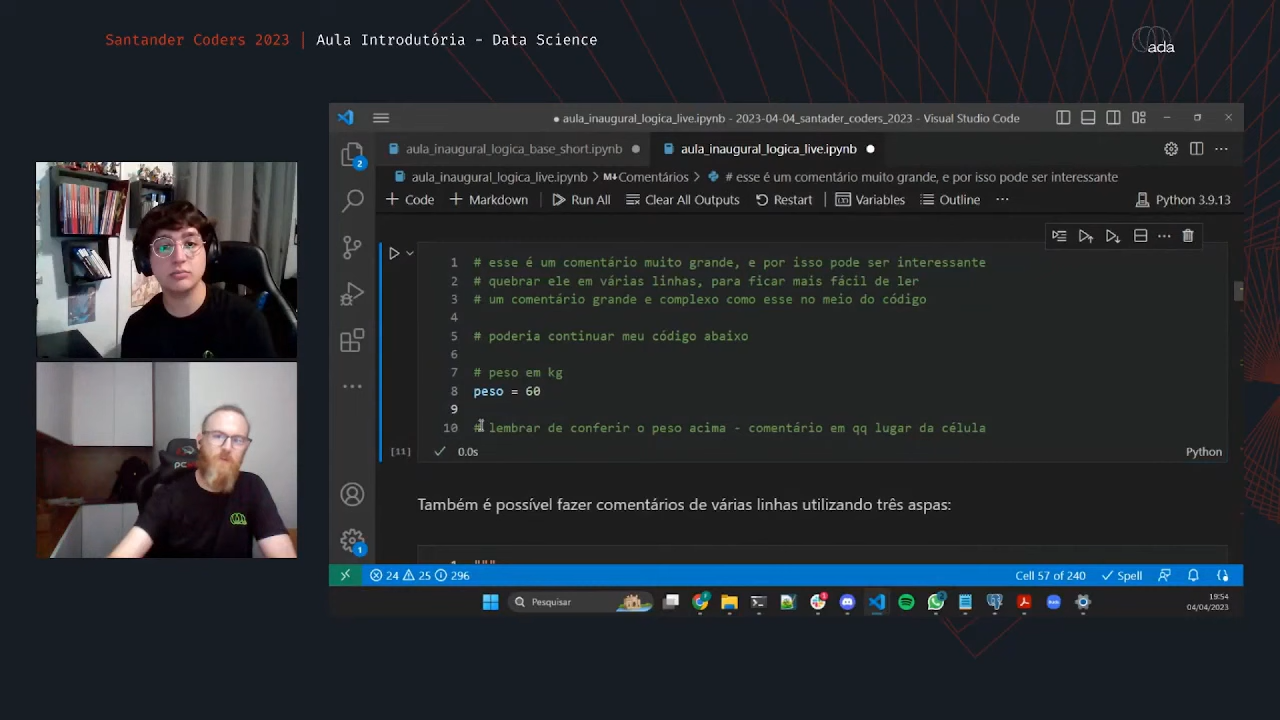 Santander Coders 2023 | Aula Introdutória - Data Science
ada
● aula_inaugural_logica_live.ipynb - 2023-04-04_santader_coders_2023 - Visual Studio Code
aula_inaugural_logica_base_short.ipynb ● aula_inaugural_logica_live.ipynb ●
aula_inaugural_logica_live.ipynb > M↓Comentários > # esse é um comentário muito grande, e por isso pode ser interessante
+ Code + Markdown Run All Clear All Outputs Restart Variables Outline ··· Python 3.9.13
2
1 # esse é um comentário muito grande, e por isso pode ser interessante
2 # quebrar ele em várias linhas, para ficar mais fácil de ler
3 # um comentário grande e complexo como esse no meio do código
4
5 # poderia continuar meu código abaixo
6
7 # peso em kg
8 peso = 60
9
10 # lembrar de conferir o peso acima - comentário em qq lugar da célula
[11] 0.0s Python
Também é possível fazer comentários de várias linhas utilizando três aspas:
1 """
1
24 25 296 Cell 57 of 240 Spell
Pesquisar
19:54
04/04/2023